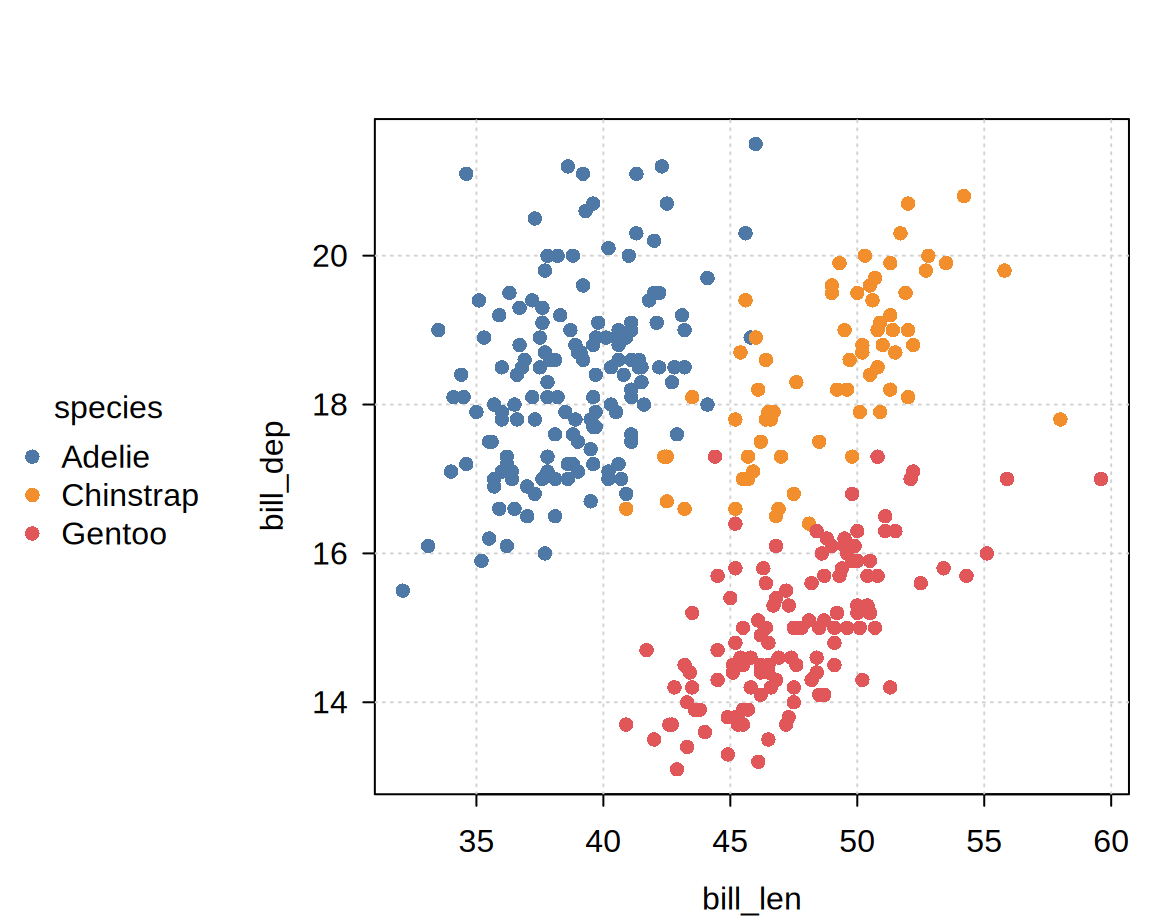 species
Adelie
Chinstrap
Gentoo
bill_dep
20
18
16
14
35 40 45 50 55 60
bill_len